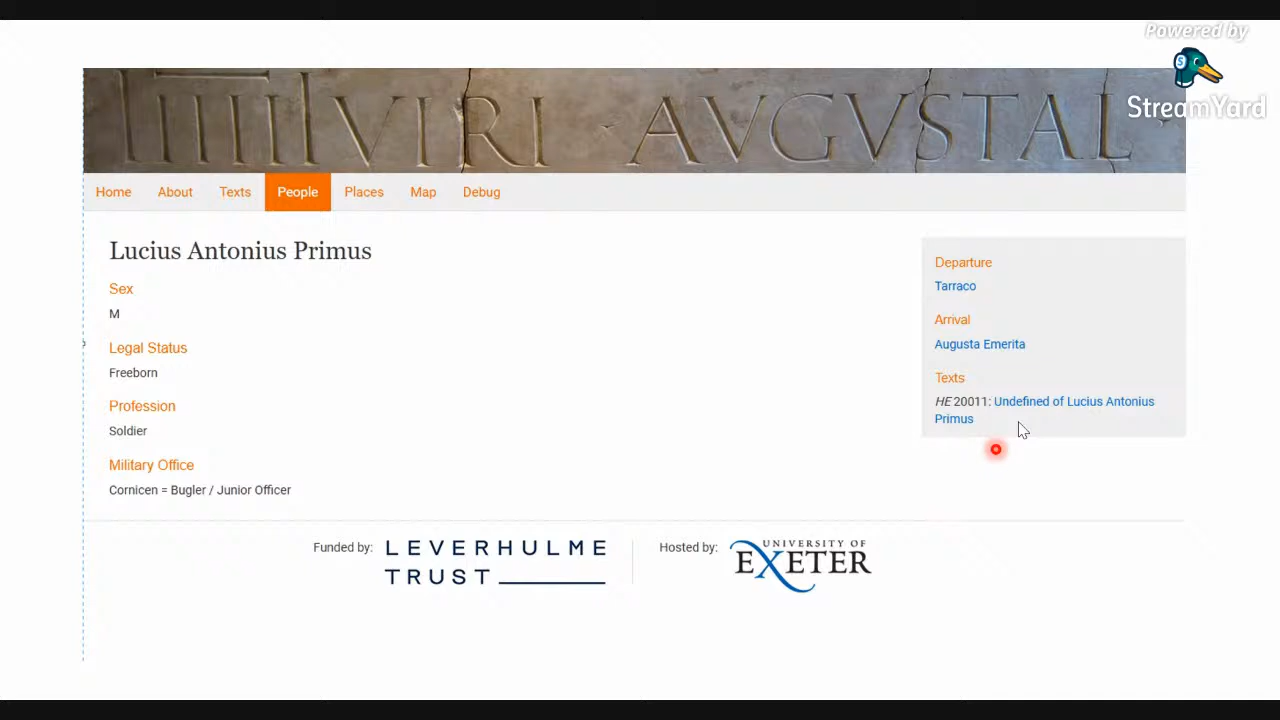 Powered by
StreamYard
IIIIIIVIRI AVGVSTAL
Home About Texts People Places Map Debug
Lucius Antonius Primus
Sex
M
Legal Status
Freeborn
Profession
Soldier
Military Office
Cornicen = Bugler / Junior Officer
Departure
Tarraco
Arrival
Augusta Emerita
Texts
HE 20011: Undefined of Lucius Antonius
Primus
Funded by:
LEVERHULME
TRUST
Hosted by:
UNIVERSITY OF
EXETER